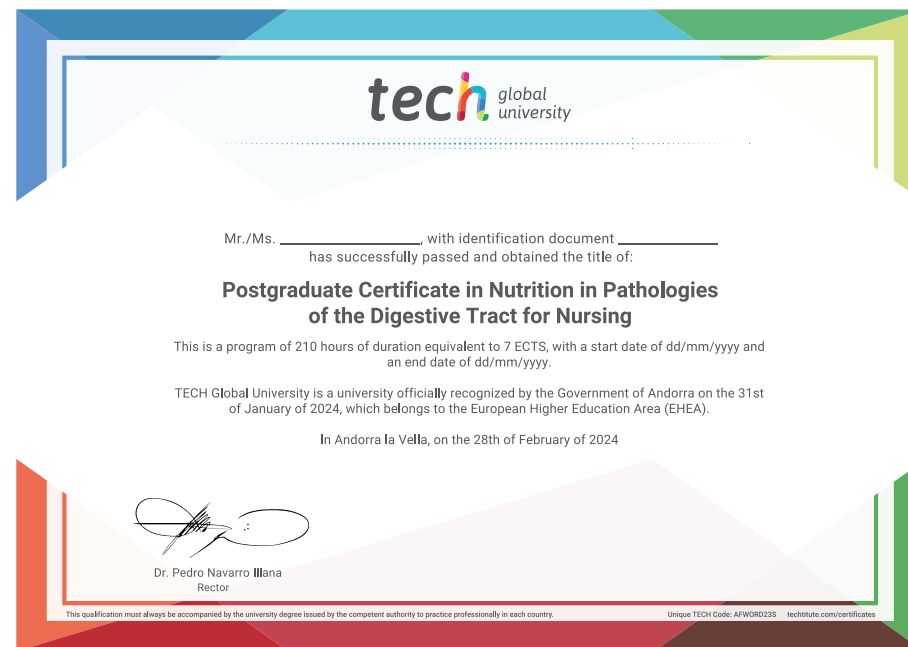 tech global university
Mr./Ms. ____________, with identification document ____________
has successfully passed and obtained the title of:
Postgraduate Certificate in Nutrition in Pathologies
of the Digestive Tract for Nursing
This is a program of 210 hours of duration equivalent to 7 ECTS, with a start date of dd/mm/yyyy and
an end date of dd/mm/yyyy.
TECH Global University is a university officially recognized by the Government of Andorra on the 31st
of January of 2024, which belongs to the European Higher Education Area (EHEA).
In Andorra la Vella, on the 28th of February of 2024
Dr. Pedro Navarro Illana
Rector
This qualification must always be accompanied by the university degree issued by the competent authority to practice professionally in each country.
Unique TECH Code: AFWORD23S techtitute.com/certificates